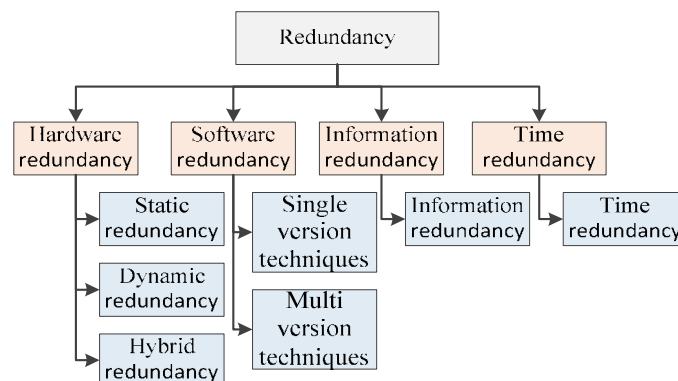 Redundancy
Hardware
redundancy
Software
redundancy
Information
redundancy
Time
redundancy
Static
redundancy
Dynamic
redundancy
Hybrid
redundancy
Single
version
techniques
Multi
version
techniques
Information
redundancy
Time
redundancy